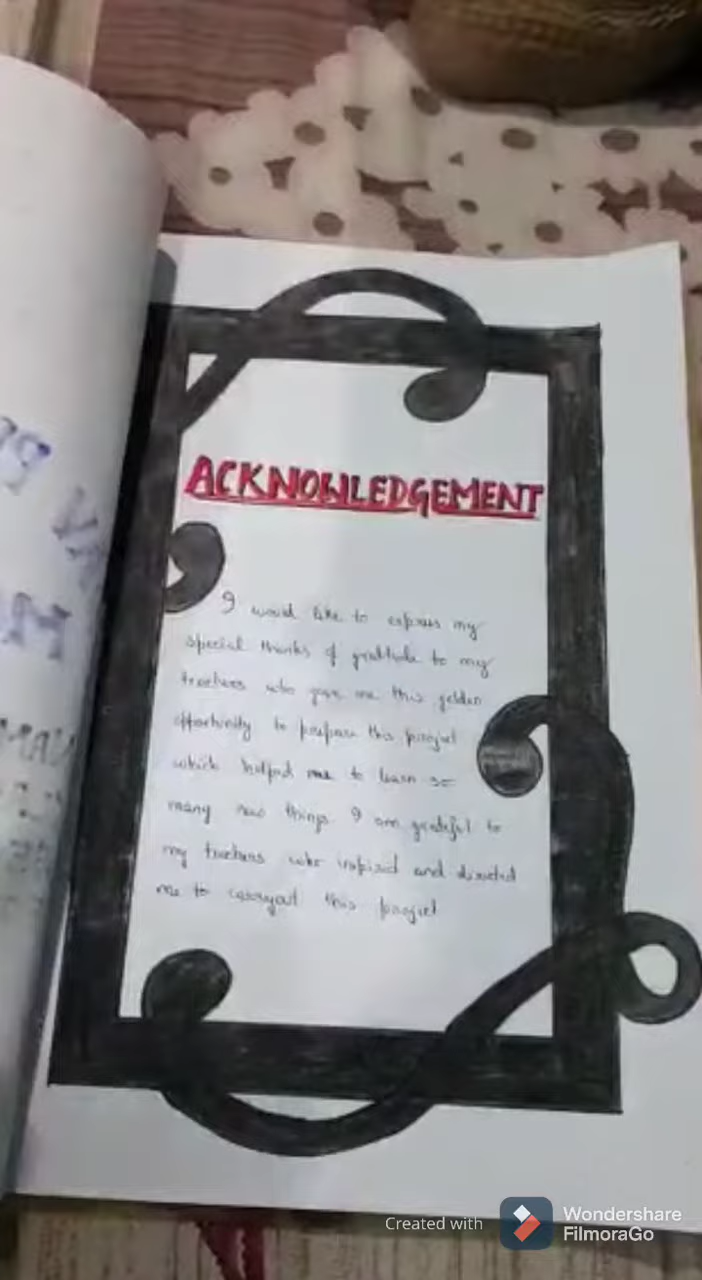 ACKNOWLEDGEMENT
I would like to express my
special thanks of gratitude to my
teachers who gave me this golden
opportunity to prepare this project
which helped me to learn so
many new things. I am grateful to
my teachers who inspired and directed
me to carryout this project
Created with Wondershare
FilmoraGo